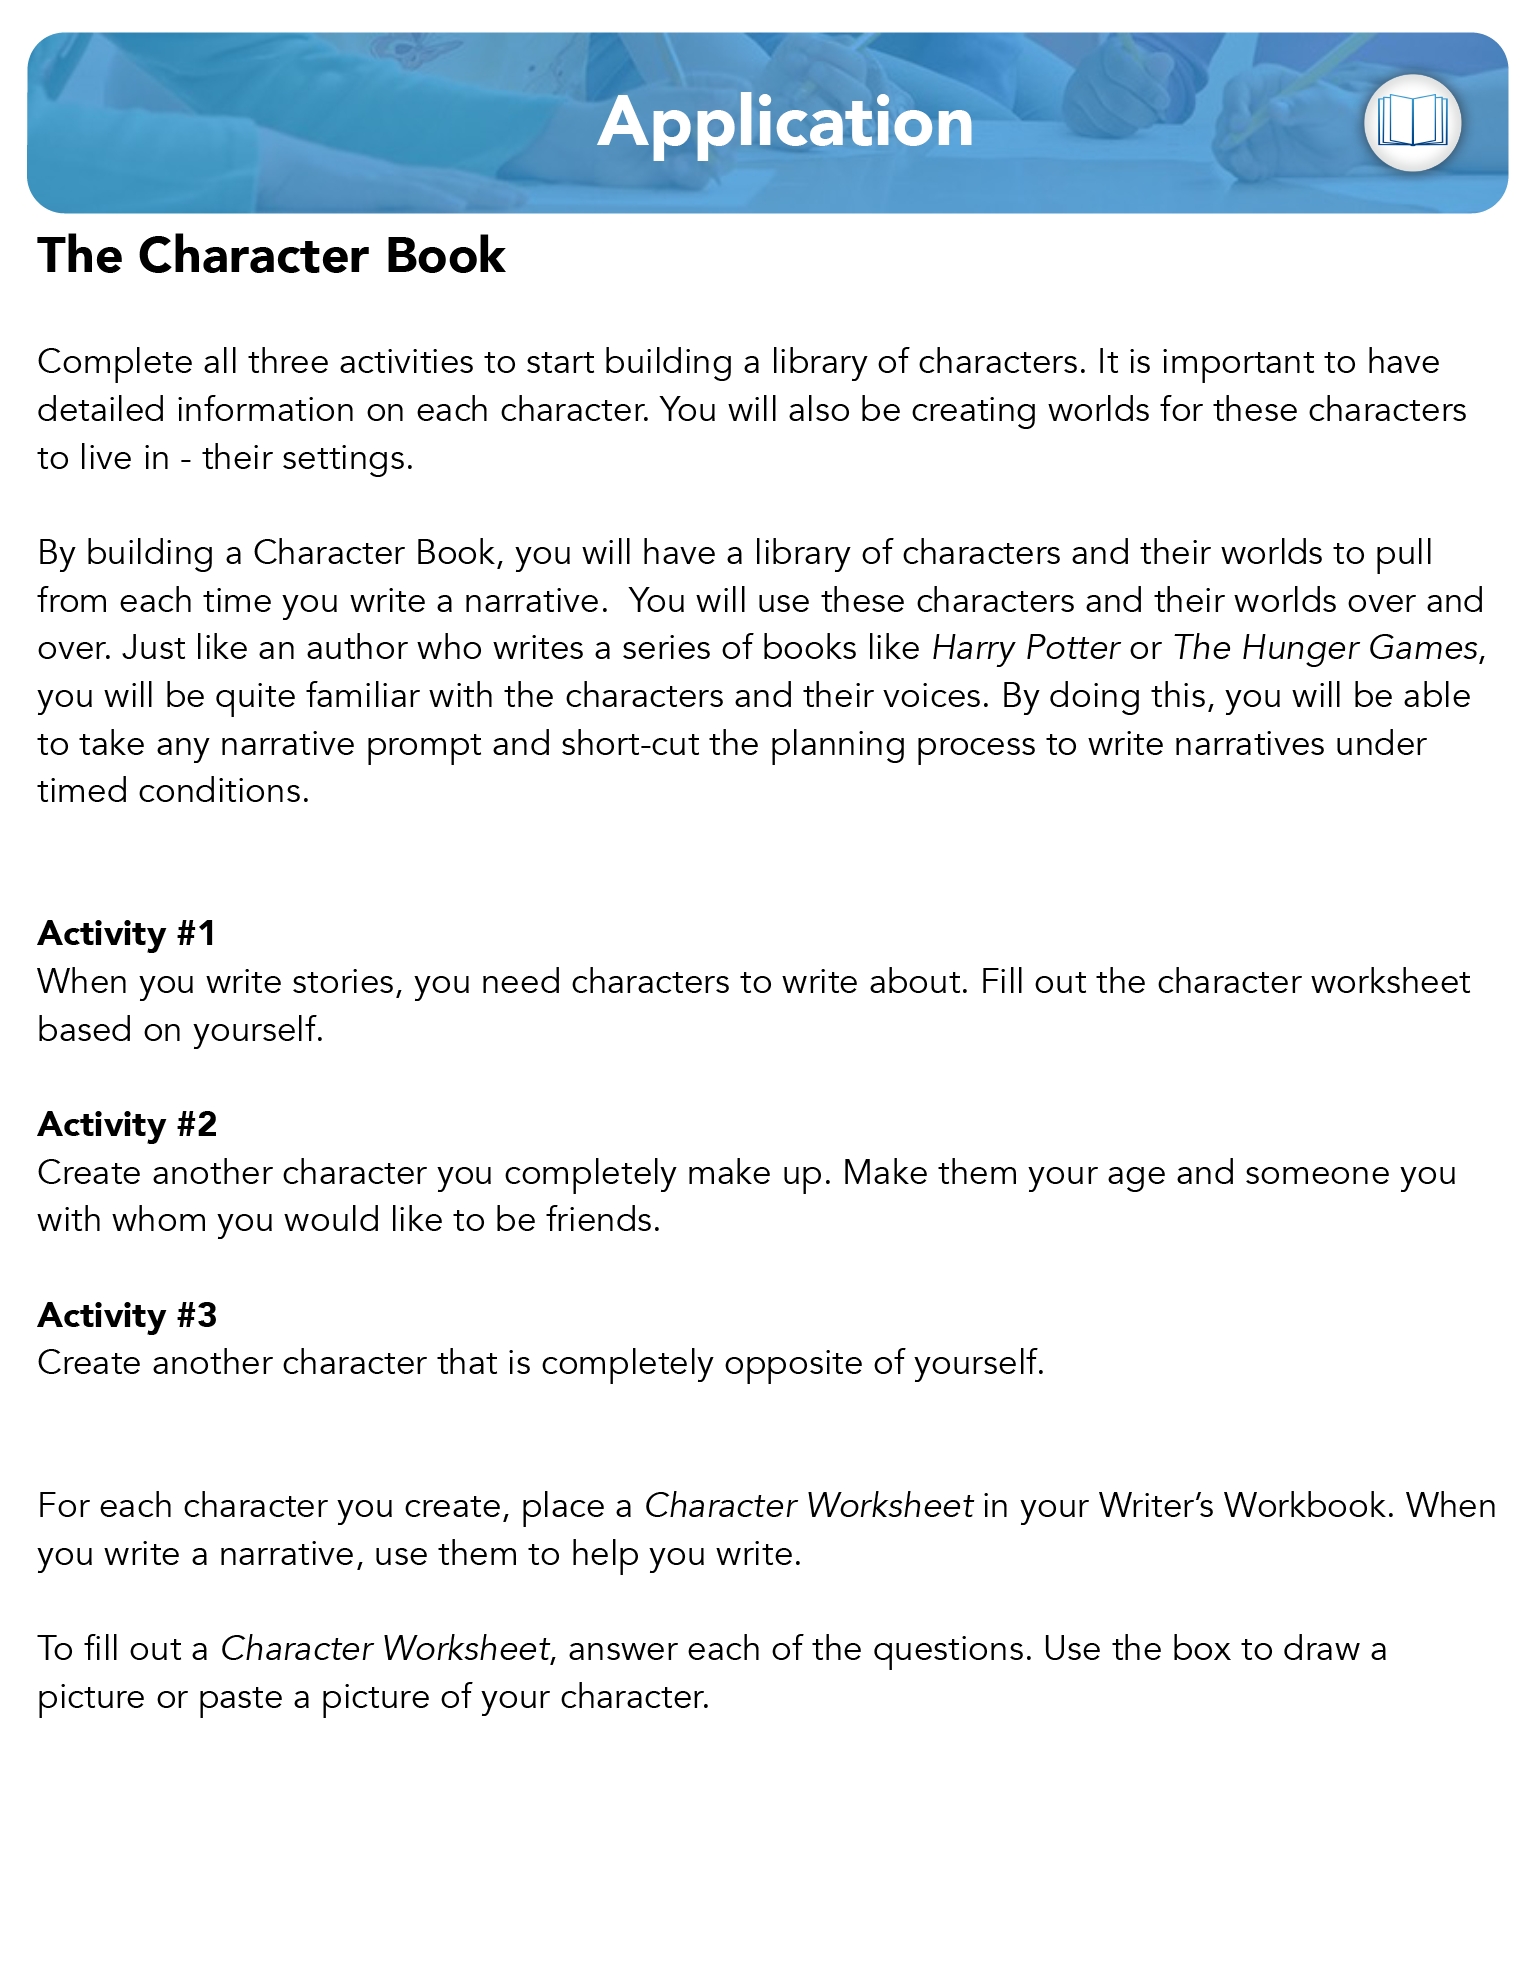 Application
The Character Book
Complete all three activities to start building a library of characters. It is important to have
detailed information on each character. You will also be creating worlds for these characters
to live in - their settings.
By building a Character Book, you will have a library of characters and their worlds to pull
from each time you write a narrative.  You will use these characters and their worlds over and
over. Just like an author who writes a series of books like Harry Potter or The Hunger Games,
you will be quite familiar with the characters and their voices. By doing this, you will be able
to take any narrative prompt and short-cut the planning process to write narratives under
timed conditions.
Activity #1
When you write stories, you need characters to write about. Fill out the character worksheet
based on yourself.
Activity #2
Create another character you completely make up. Make them your age and someone you
with whom you would like to be friends.
Activity #3
Create another character that is completely opposite of yourself.
For each character you create, place a Character Worksheet in your Writer’s Workbook. When
you write a narrative, use them to help you write.
To fill out a Character Worksheet, answer each of the questions. Use the box to draw a
picture or paste a picture of your character.